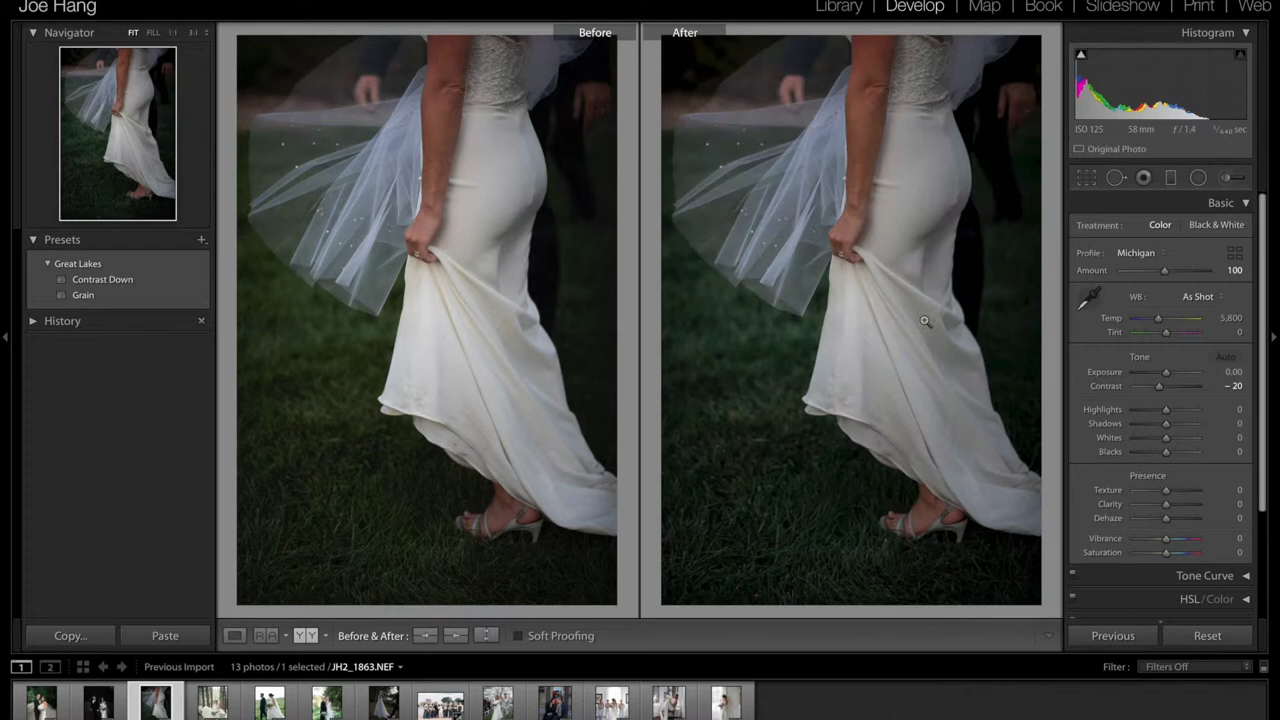 Joe Hang
Library | Develop | Map | Book | Slideshow | Print | Web
Navigator FIT FILL 1:1 3:1
Before
After
Histogram
ISO 125 58 mm ƒ / 1.4 1/640 sec
Original Photo
Basic
Treatment: Color Black & White
Profile: Michigan
Amount 100
WB: As Shot
Temp 5,800
Tint 0
Tone Auto
Exposure 0.00
Contrast − 20
Highlights 0
Shadows 0
Whites 0
Blacks 0
Presence
Texture 0
Clarity 0
Dehaze 0
Vibrance 0
Saturation 0
Tone Curve
HSL / Color
Presets +
Great Lakes
Contrast Down
Grain
History ×
Copy... Paste
R A Y Y Before & After : Soft Proofing
Previous Reset
1 2 Previous Import 13 photos / 1 selected / JH2_1863.NEF Filter : Filters Off